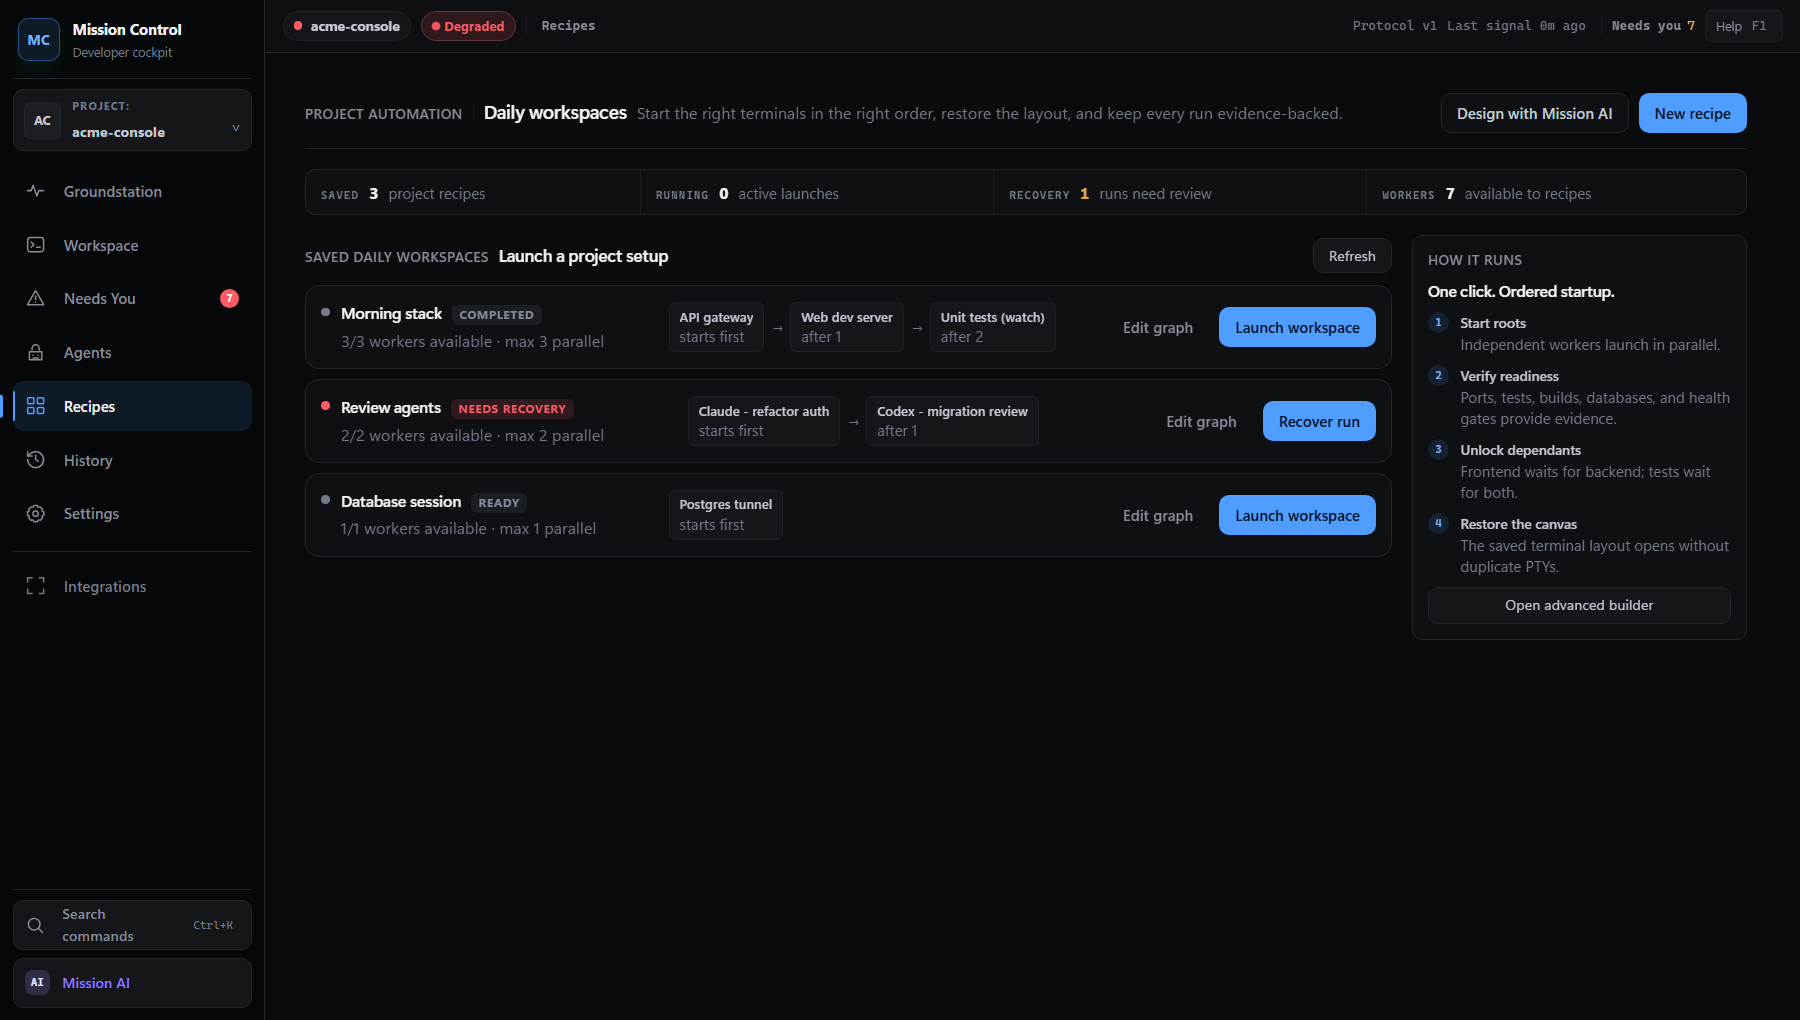 MC
Mission Control
Developer cockpit
AC
PROJECT:
acme-console
Groundstation
Workspace
Needs You
7
Agents
Recipes
History
Settings
Integrations
Search commands
Ctrl+K
AI
Mission AI
acme-console
Degraded
Recipes
Protocol v1 Last signal 0m ago
Needs you 7
Help F1
PROJECT AUTOMATION
Daily workspaces
Start the right terminals in the right order, restore the layout, and keep every run evidence-backed.
Design with Mission AI
New recipe
SAVED 3 project recipes
RUNNING 0 active launches
RECOVERY 1 runs need review
WORKERS 7 available to recipes
SAVED DAILY WORKSPACES
Launch a project setup
Refresh
Morning stack COMPLETED
3/3 workers available · max 3 parallel
API gateway
starts first
→
Web dev server
after 1
→
Unit tests (watch)
after 2
Edit graph
Launch workspace
Review agents NEEDS RECOVERY
2/2 workers available · max 2 parallel
Claude - refactor auth
starts first
→
Codex - migration review
after 1
Edit graph
Recover run
Database session READY
1/1 workers available · max 1 parallel
Postgres tunnel
starts first
Edit graph
Launch workspace
HOW IT RUNS
One click. Ordered startup.
1 Start roots
Independent workers launch in parallel.
2 Verify readiness
Ports, tests, builds, databases, and health
gates provide evidence.
3 Unlock dependants
Frontend waits for backend; tests wait
for both.
4 Restore the canvas
The saved terminal layout opens without
duplicate PTYs.
Open advanced builder